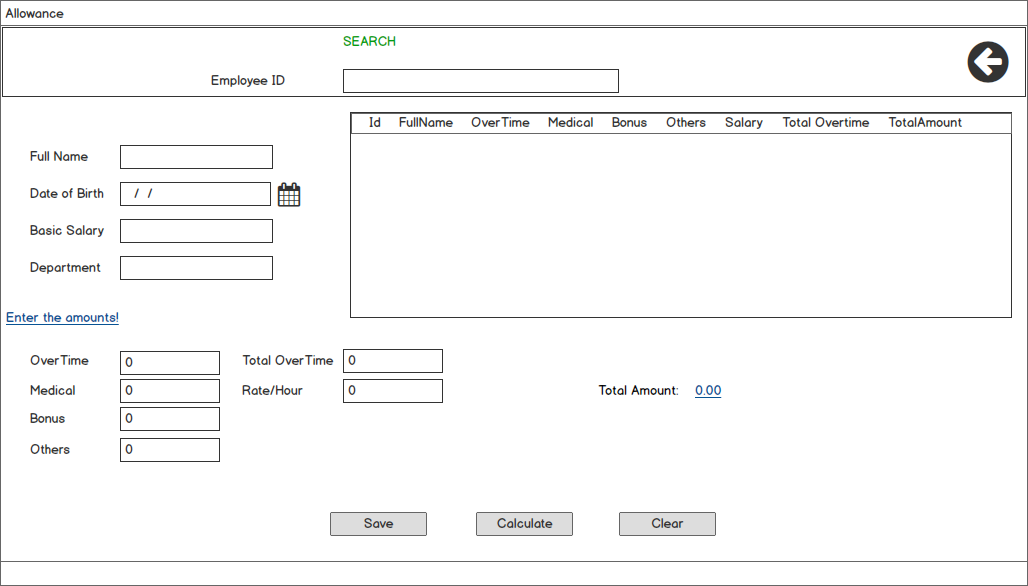 Allowance
SEARCH
Employee ID
Id FullName OverTime Medical Bonus Others Salary Total Overtime TotalAmount
Full Name
Date of Birth / /
Basic Salary
Department
Enter the amounts!
OverTime 0 Total OverTime 0
Medical 0 Rate/Hour 0 Total Amount: 0.00
Bonus 0
Others 0
Save Calculate Clear